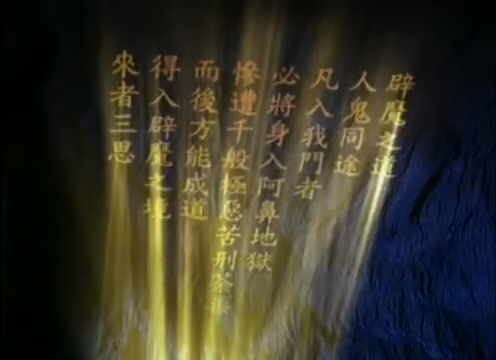 辟魔之道
人鬼同途
凡入我門者
必將身入阿鼻地獄
慘遭千般極惡苦刑
而後方能成道
得入辟魔之境
來者三思